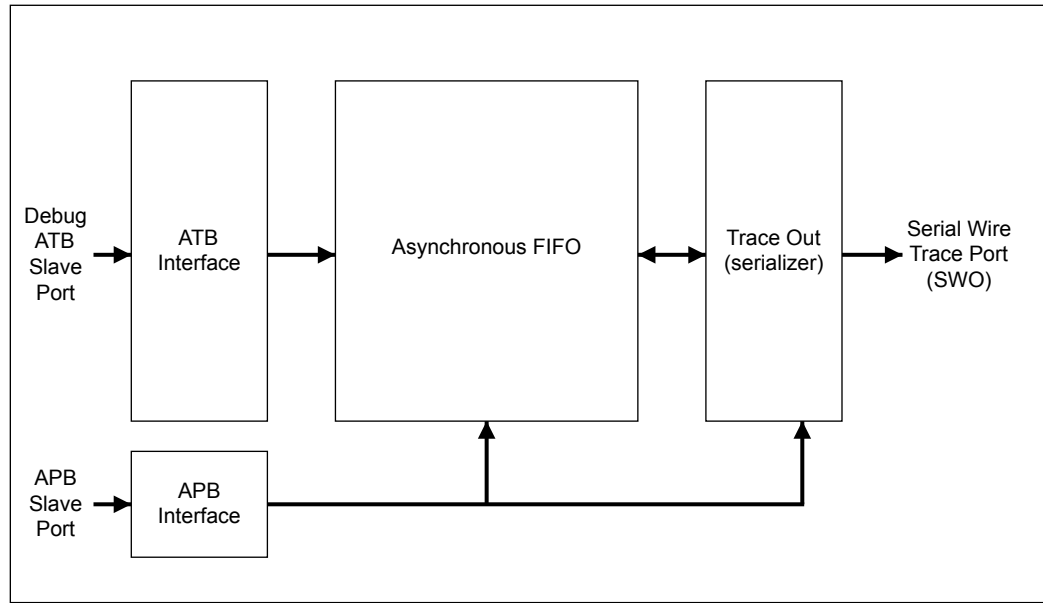 Debug
ATB
Slave
Port
ATB
Interface
Asynchronous FIFO
Trace Out
(serializer)
Serial Wire
Trace Port
(SWO)
APB
Slave
Port
APB
Interface